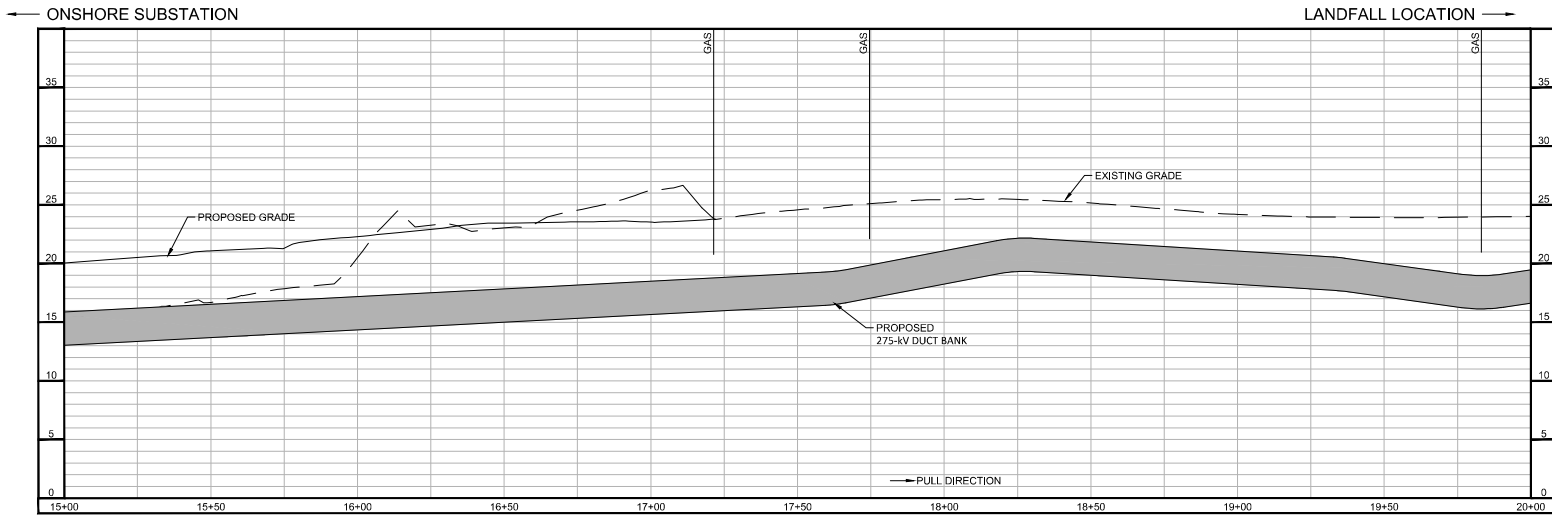 ONSHORE SUBSTATION
LANDFALL LOCATION
GAS
GAS
GAS
35
35
30
30
25
25
20
20
15
15
10
10
5
5
0
0
EXISTING GRADE
PROPOSED GRADE
PROPOSED
275-kV DUCT BANK
PULL DIRECTION
15+00
15+50
16+00
16+50
17+00
17+50
18+00
18+50
19+00
19+50
20+00